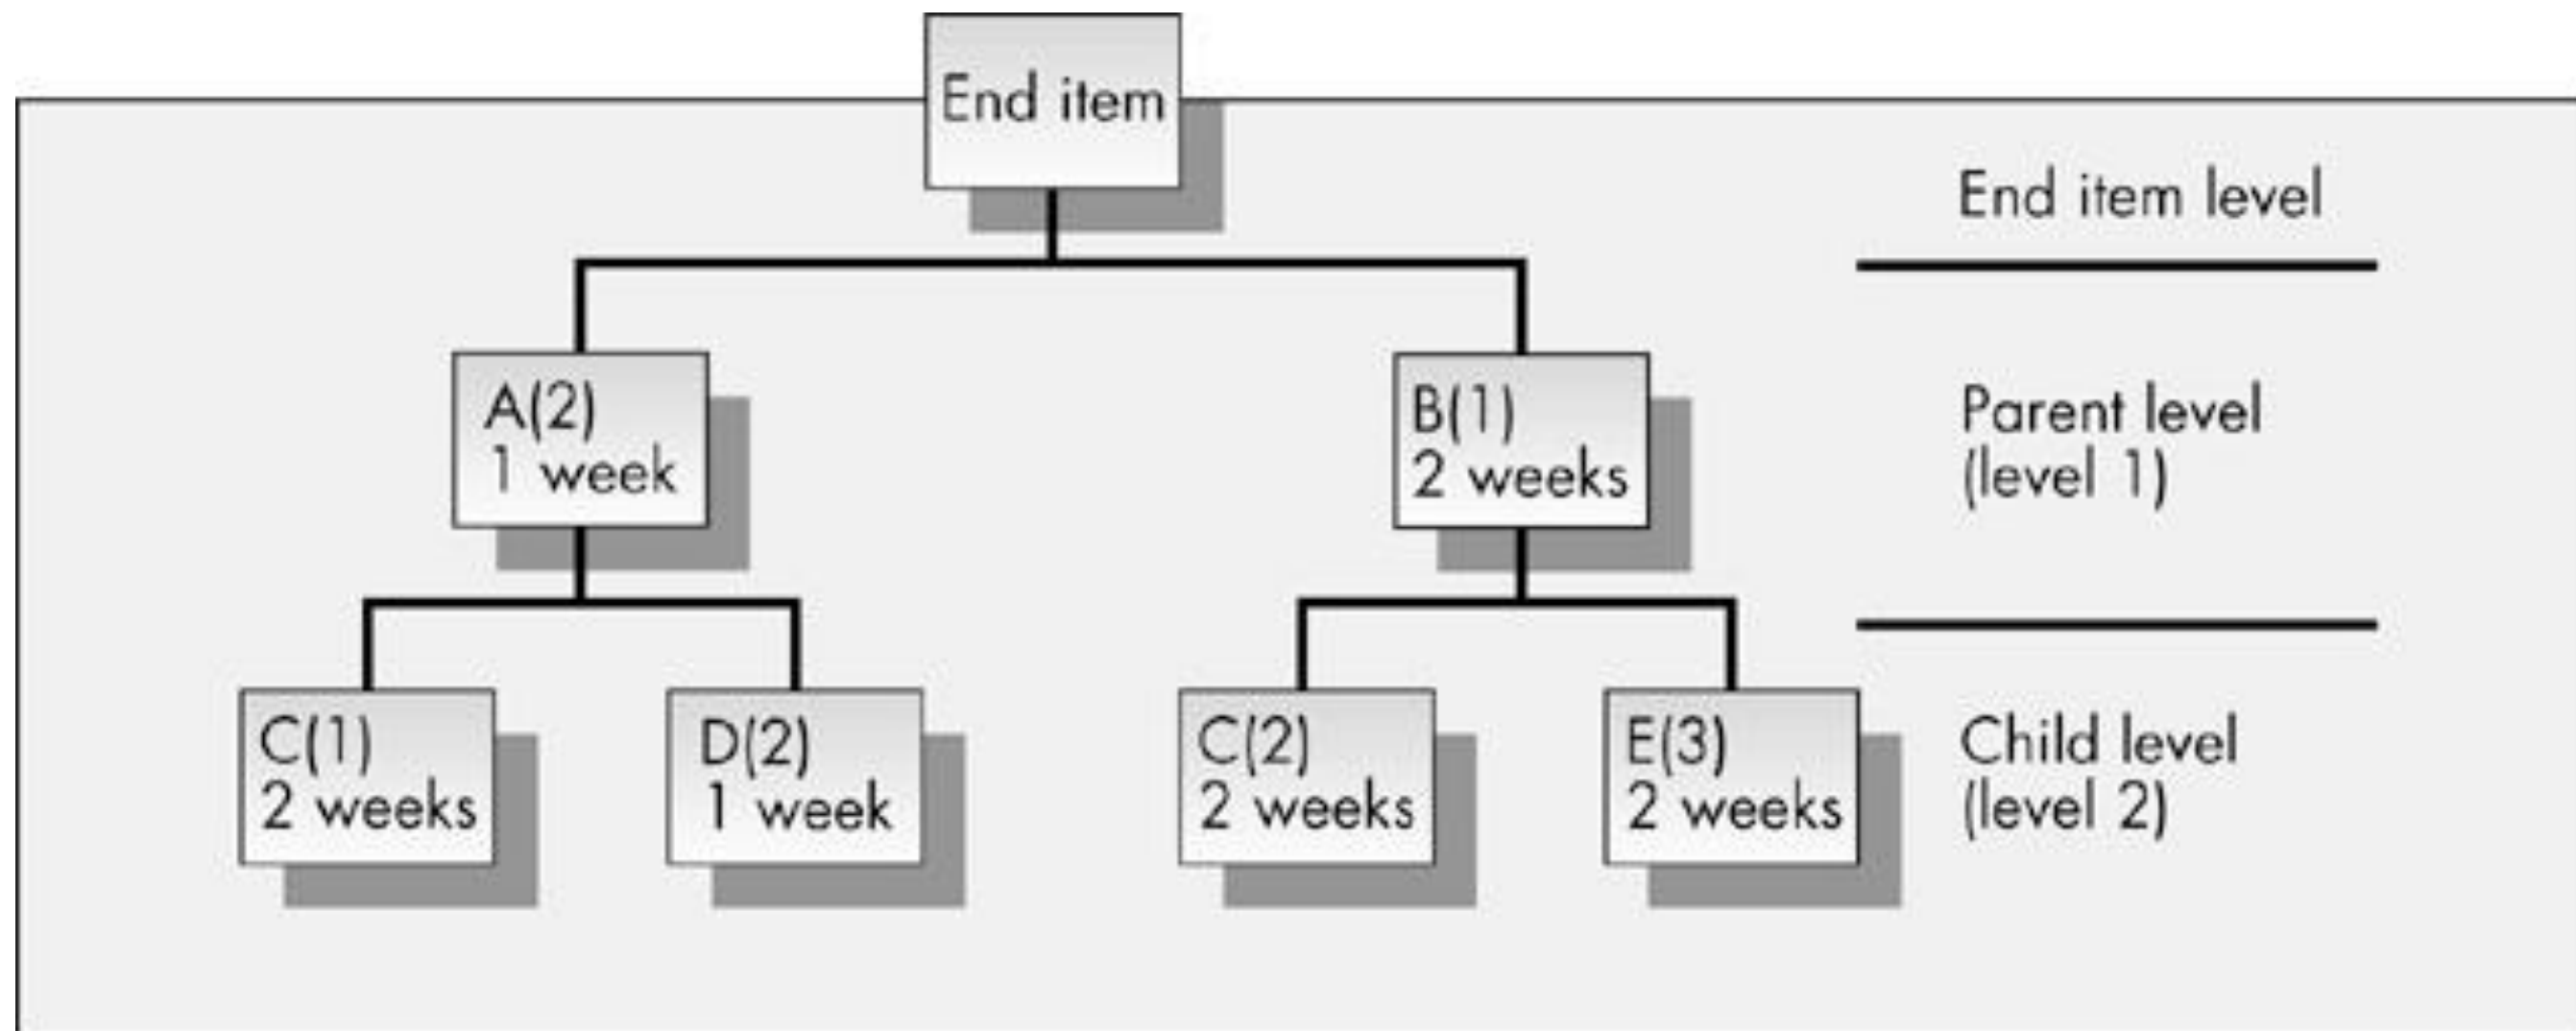 End item
End item level
A(2)
1 week
B(1)
2 weeks
Parent level
(level 1)
C(1)
2 weeks
D(2)
1 week
C(2)
2 weeks
E(3)
2 weeks
Child level
(level 2)